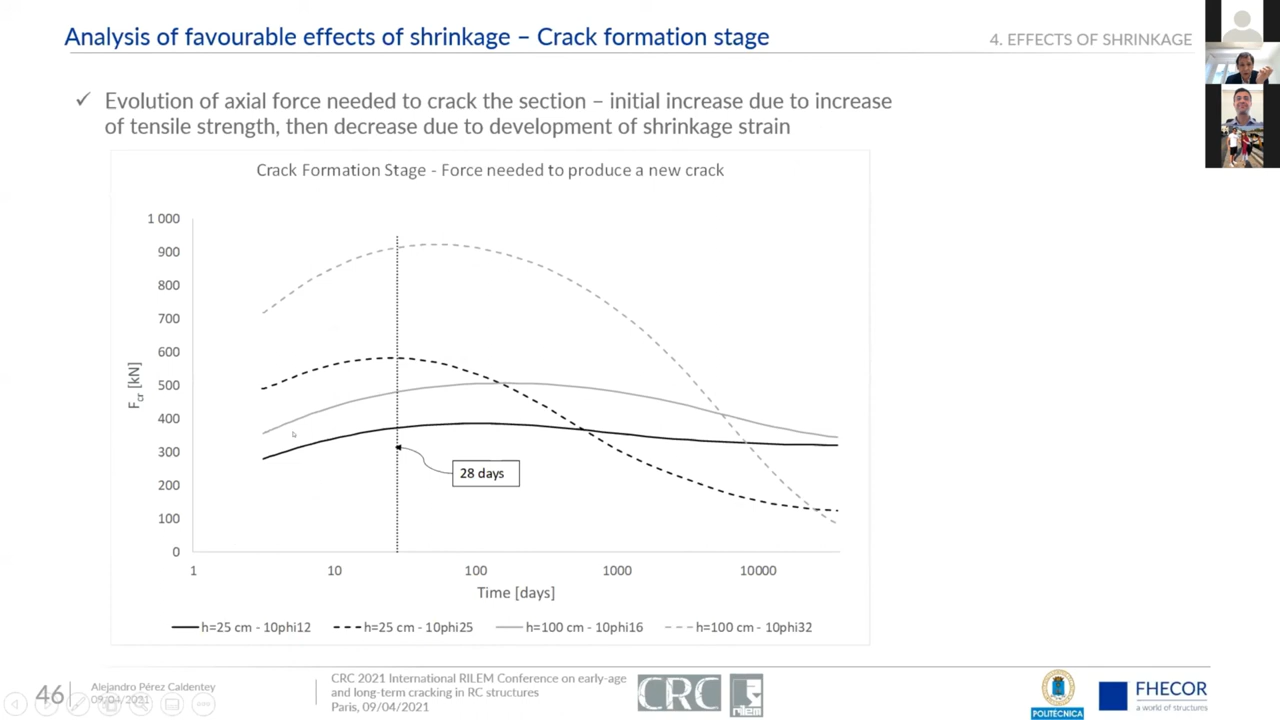 Analysis of favourable effects of shrinkage – Crack formation stage
4. EFFECTS OF SHRINKAGE
✓ Evolution of axial force needed to crack the section – initial increase due to increase
of tensile strength, then decrease due to development of shrinkage strain
Crack Formation Stage - Force needed to produce a new crack
1 000
900
800
700
600
500
400
300
200
100
0
Fcr [kN]
28 days
1 10 100 1000 10000
Time [days]
h=25 cm - 10phi12 h=25 cm - 10phi25 h=100 cm - 10phi16 h=100 cm - 10phi32
46
Alejandro Pérez Caldentey
09/04/2021
CRC 2021 International RILEM Conference on early-age
and long-term cracking in RC structures
Paris, 09/04/2021
CRC
rilem
POLITÉCNICA
FHECOR
a world of structures